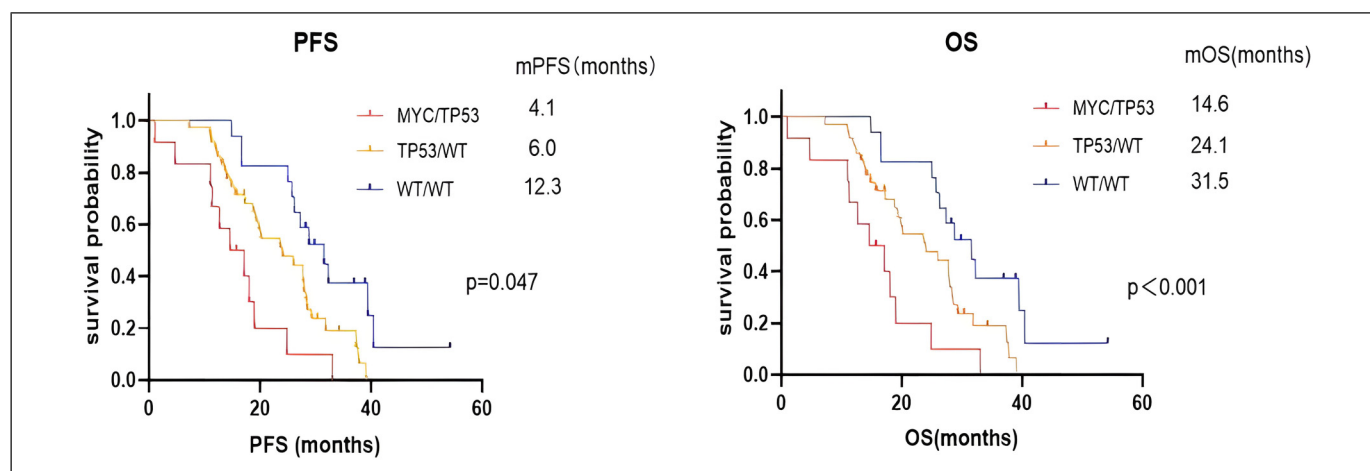 PFS
mPFS(months)
MYC/TP53 4.1
TP53/WT 6.0
WT/WT 12.3
p=0.047
survival probability
1.0
0.8
0.6
0.4
0.2
0.0
0 20 40 60
PFS (months)
OS
mOS(months)
MYC/TP53 14.6
TP53/WT 24.1
WT/WT 31.5
p<0.001
survival probability
1.0
0.8
0.6
0.4
0.2
0.0
0 20 40 60
OS(months)